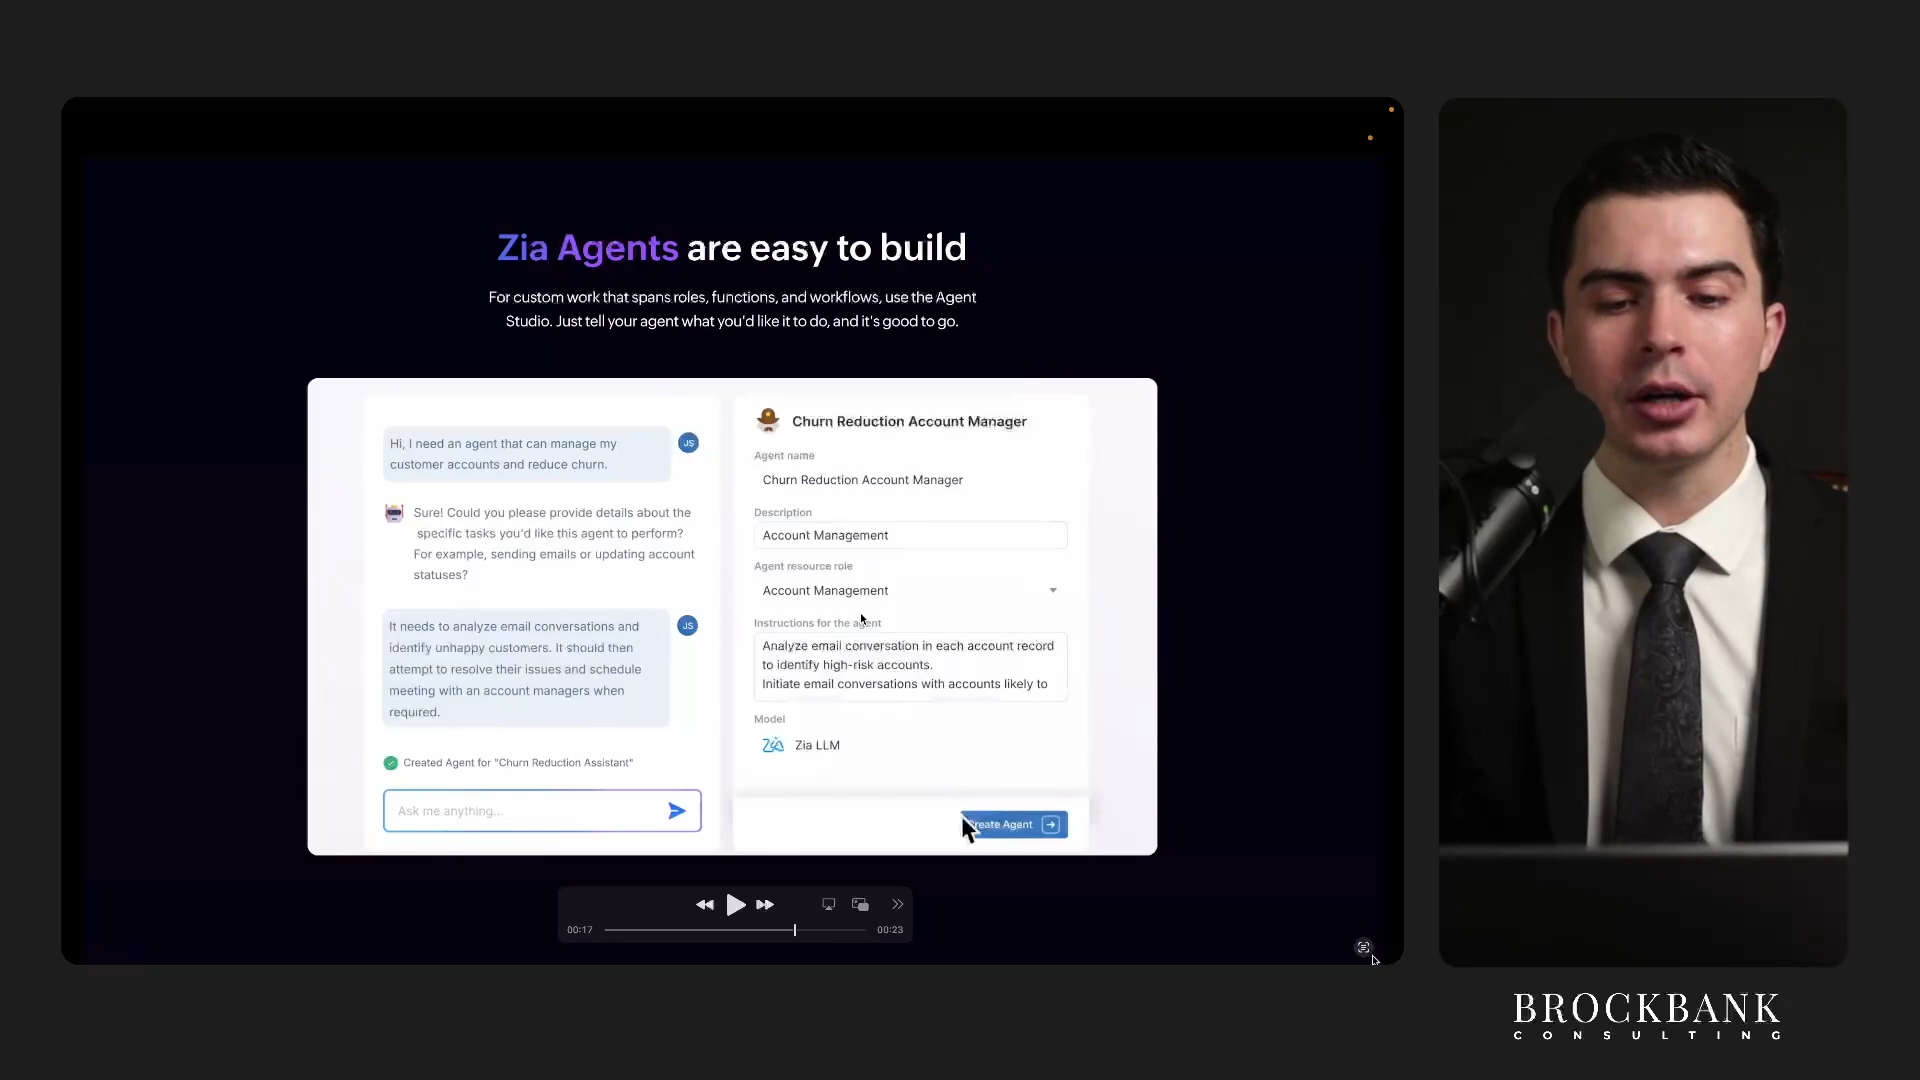 Zia Agents are easy to build
For custom work that spans roles, functions, and workflows, use the Agent
Studio. Just tell your agent what you'd like it to do, and it's good to go.
Hi, I need an agent that can manage my
customer accounts and reduce churn.
JS
Sure! Could you please provide details about the
specific tasks you'd like this agent to perform?
For example, sending emails or updating account
statuses?
It needs to analyze email conversations and
identify unhappy customers. It should then
attempt to resolve their issues and schedule
meeting with an account managers when
required.
JS
Created Agent for "Churn Reduction Assistant"
Ask me anything...
Churn Reduction Account Manager
Agent name
Churn Reduction Account Manager
Description
Account Management
Agent resource role
Account Management
Instructions for the agent
Analyze email conversation in each account record
to identify high-risk accounts.
Initiate email conversations with accounts likely to
Model
Zia LLM
Create Agent
00:17
00:23
BROCKBANK
CONSULTING